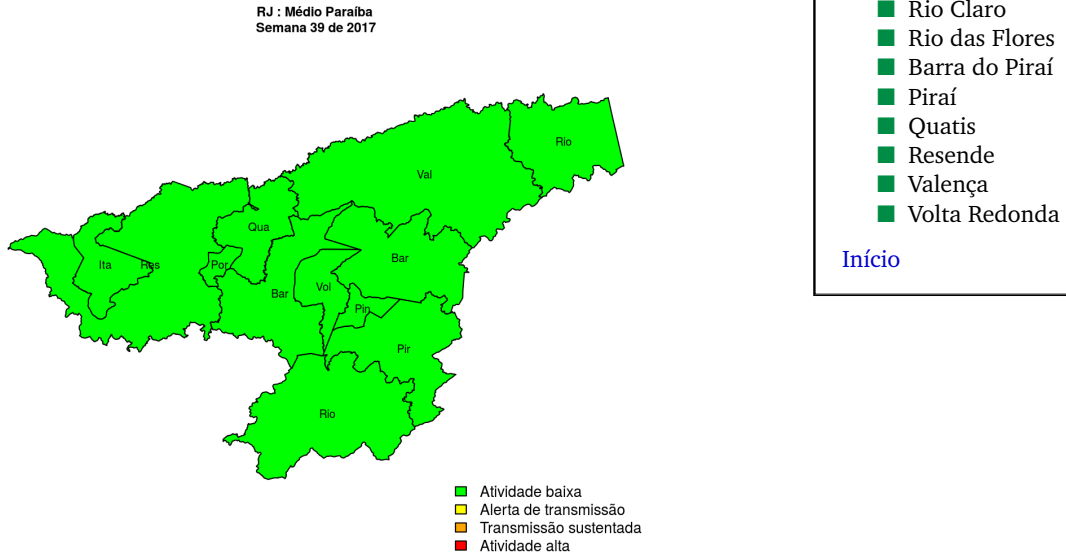 RJ : Médio Paraíba
Semana 39 de 2017
Rio
Val
Qua
Ita
Res
Por
Bar
Bar
Vol
Pin
Pir
Rio
Atividade baixa
Alerta de transmissão
Transmissão sustentada
Atividade alta
Rio Claro
Rio das Flores
Barra do Piraí
Piraí
Quatis
Resende
Valença
Volta Redonda
Início